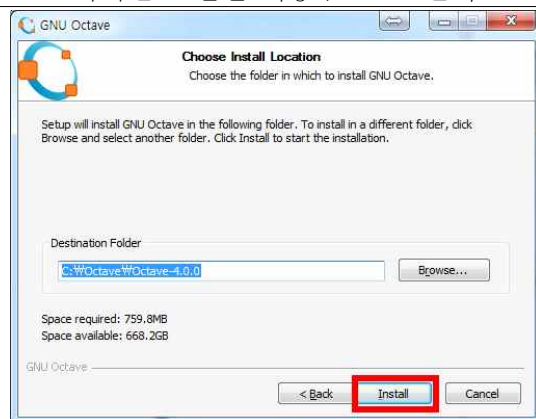 GNU Octave
Choose Install Location
Choose the folder in which to install GNU Octave.
Setup will install GNU Octave in the following folder. To install in a different folder, click
Browse and select another folder. Click Install to start the installation.
Destination Folder
C:₩Octave₩Octave-4.0.0
Browse...
Space required: 759.8MB
Space available: 668.2GB
GNU Octave
< Back Install Cancel